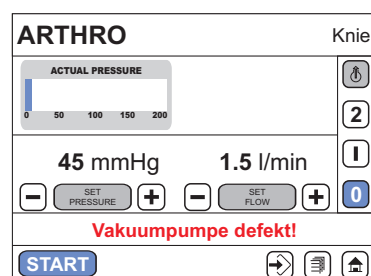 ARTHRO Knie
ACTUAL PRESSURE
0 50 100 150 200
2
45 mmHg 1.5 l/min
I
− SET PRESSURE + − SET FLOW + 0
Vakuumpumpe defekt!
START